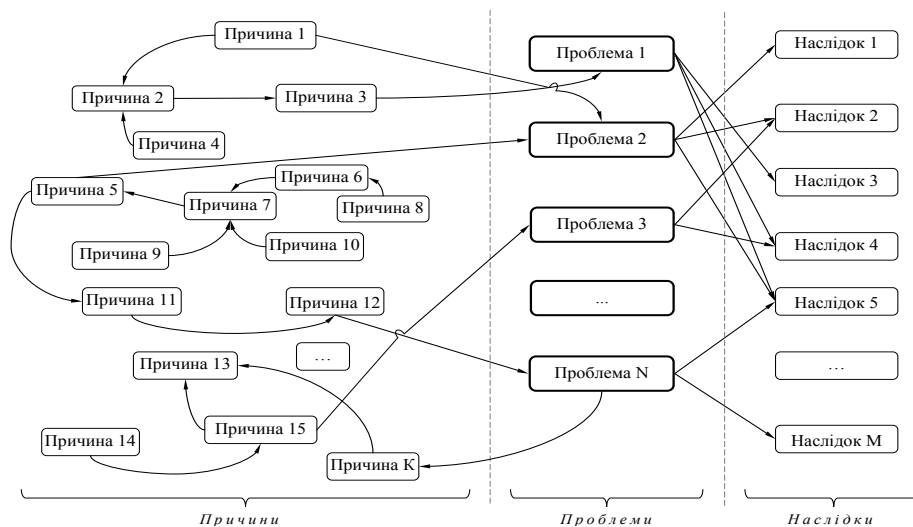 Причина 1
Причина 2
Причина 3
Причина 4
Причина 5
Причина 6
Причина 7
Причина 8
Причина 9
Причина 10
Причина 11
Причина 12
...
Причина 13
Причина 14
Причина 15
Причина К
Проблема 1
Проблема 2
Проблема 3
...
Проблема N
Наслідок 1
Наслідок 2
Наслідок 3
Наслідок 4
Наслідок 5
...
Наслідок М
Причини
Проблеми
Наслідки